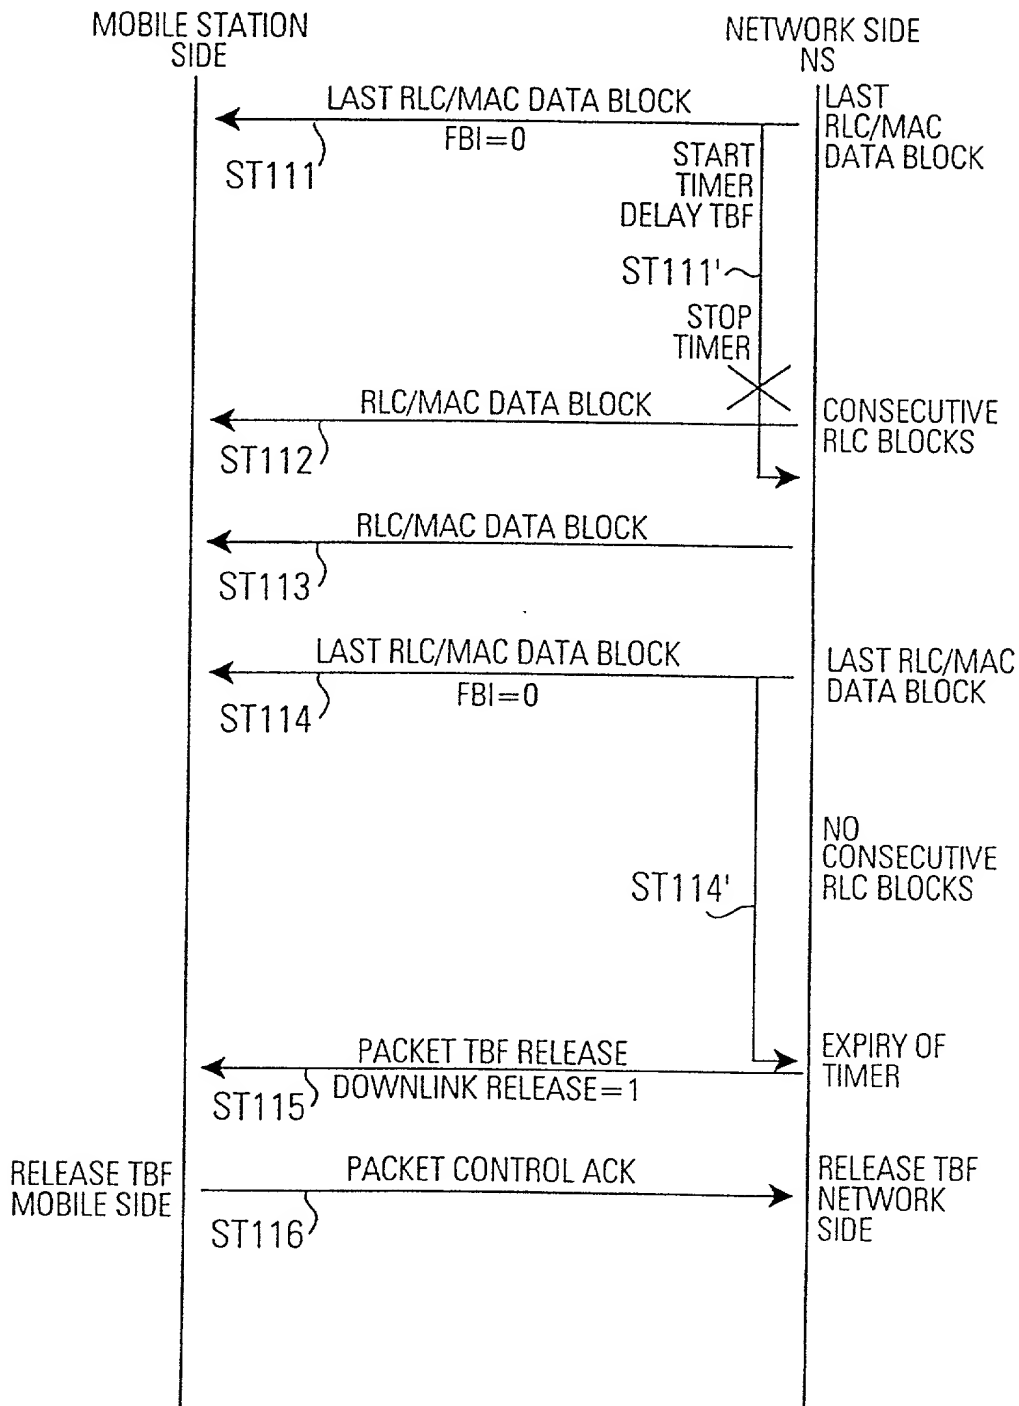 MOBILE STATION
SIDE
NETWORK SIDE
NS
LAST RLC/MAC DATA BLOCK
FBI=0
LAST
RLC/MAC
DATA BLOCK
ST111
START
TIMER
DELAY TBF
ST111'
STOP
TIMER
RLC/MAC DATA BLOCK
CONSECUTIVE
RLC BLOCKS
ST112
RLC/MAC DATA BLOCK
ST113
LAST RLC/MAC DATA BLOCK
FBI=0
LAST RLC/MAC
DATA BLOCK
ST114
NO
CONSECUTIVE
RLC BLOCKS
ST114'
PACKET TBF RELEASE
DOWNLINK RELEASE=1
EXPIRY OF
TIMER
ST115
RELEASE TBF
MOBILE SIDE
PACKET CONTROL ACK
RELEASE TBF
NETWORK
SIDE
ST116